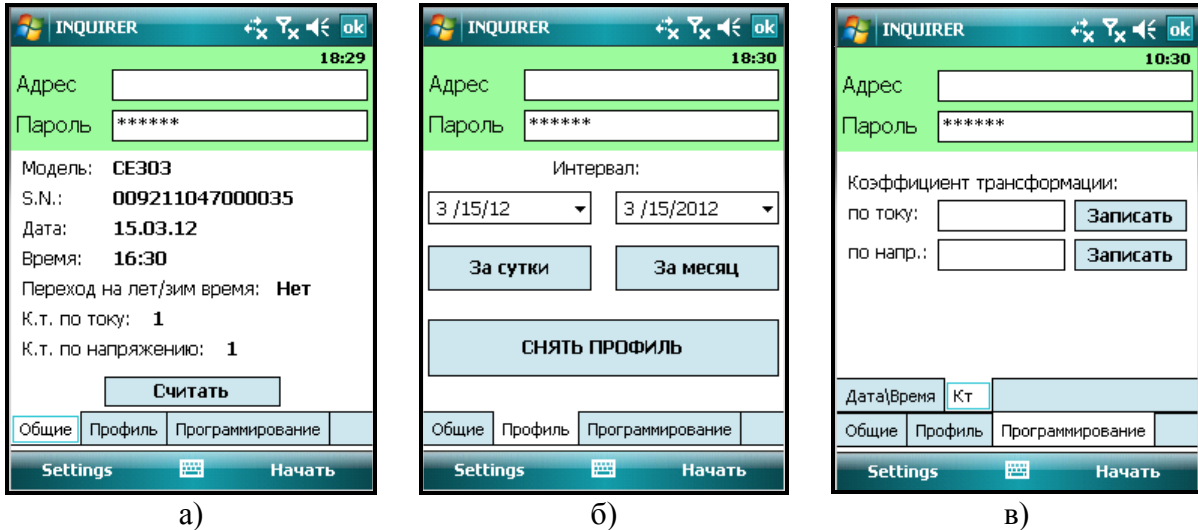 INQUIRER ok
18:29
Адрес
Пароль ******
Модель: CE303
S.N.: 009211047000035
Дата: 15.03.12
Время: 16:30
Переход на лет/зим время: Нет
К.т. по току: 1
К.т. по напряжению: 1
Считать
Общие Профиль Программирование
Settings Начать
а)
INQUIRER ok
18:30
Адрес
Пароль ******
Интервал:
3 /15/12 3 /15/2012
За сутки За месяц
СНЯТЬ ПРОФИЛЬ
Общие Профиль Программирование
Settings Начать
б)
INQUIRER ok
10:30
Адрес
Пароль ******
Коэффициент трансформации:
по току: Записать
по напр.: Записать
Дата\Время Кт
Общие Профиль Программирование
Settings Начать
в)